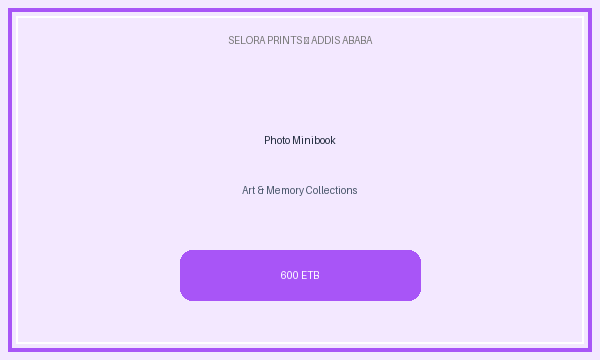 SELORA PRINTS ▯ ADDIS ABABA
Photo Minibook
Art & Memory Collections
600 ETB